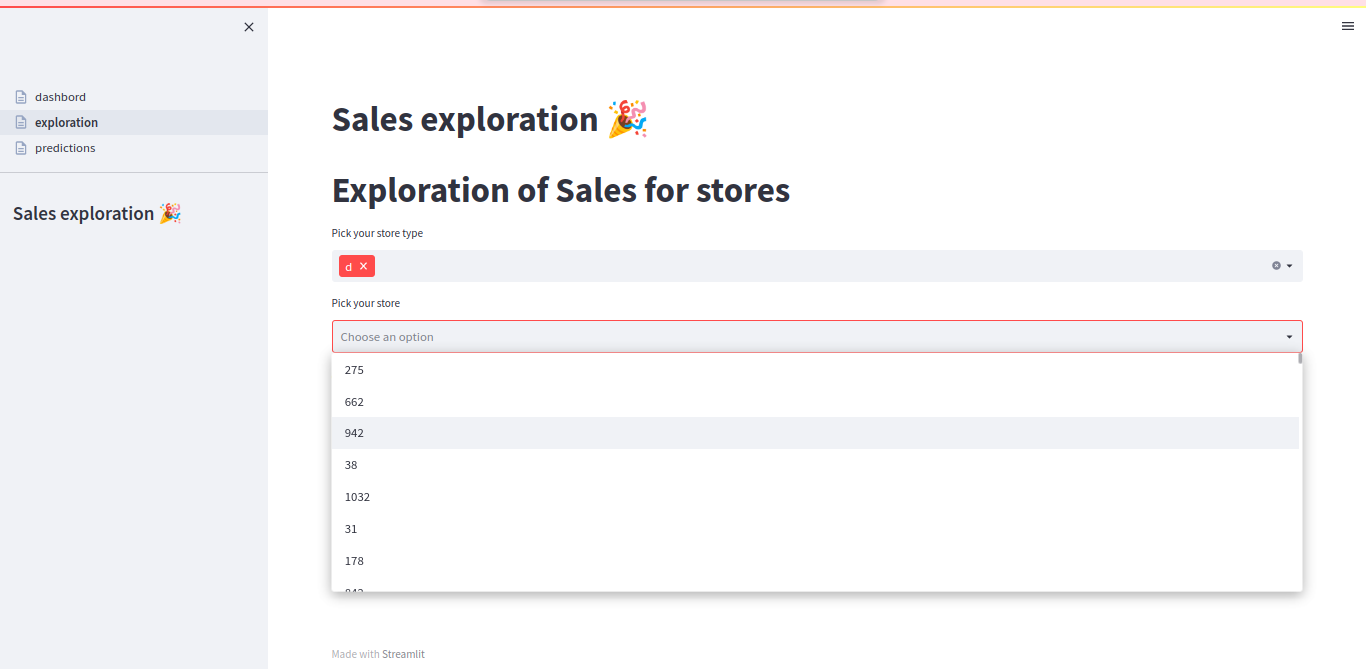 dashbord
exploration
predictions
Sales exploration 🎉
Sales exploration 🎉
Exploration of Sales for stores
Pick your store type
d
Pick your store
Choose an option
275
662
942
38
1032
31
178
Made with Streamlit